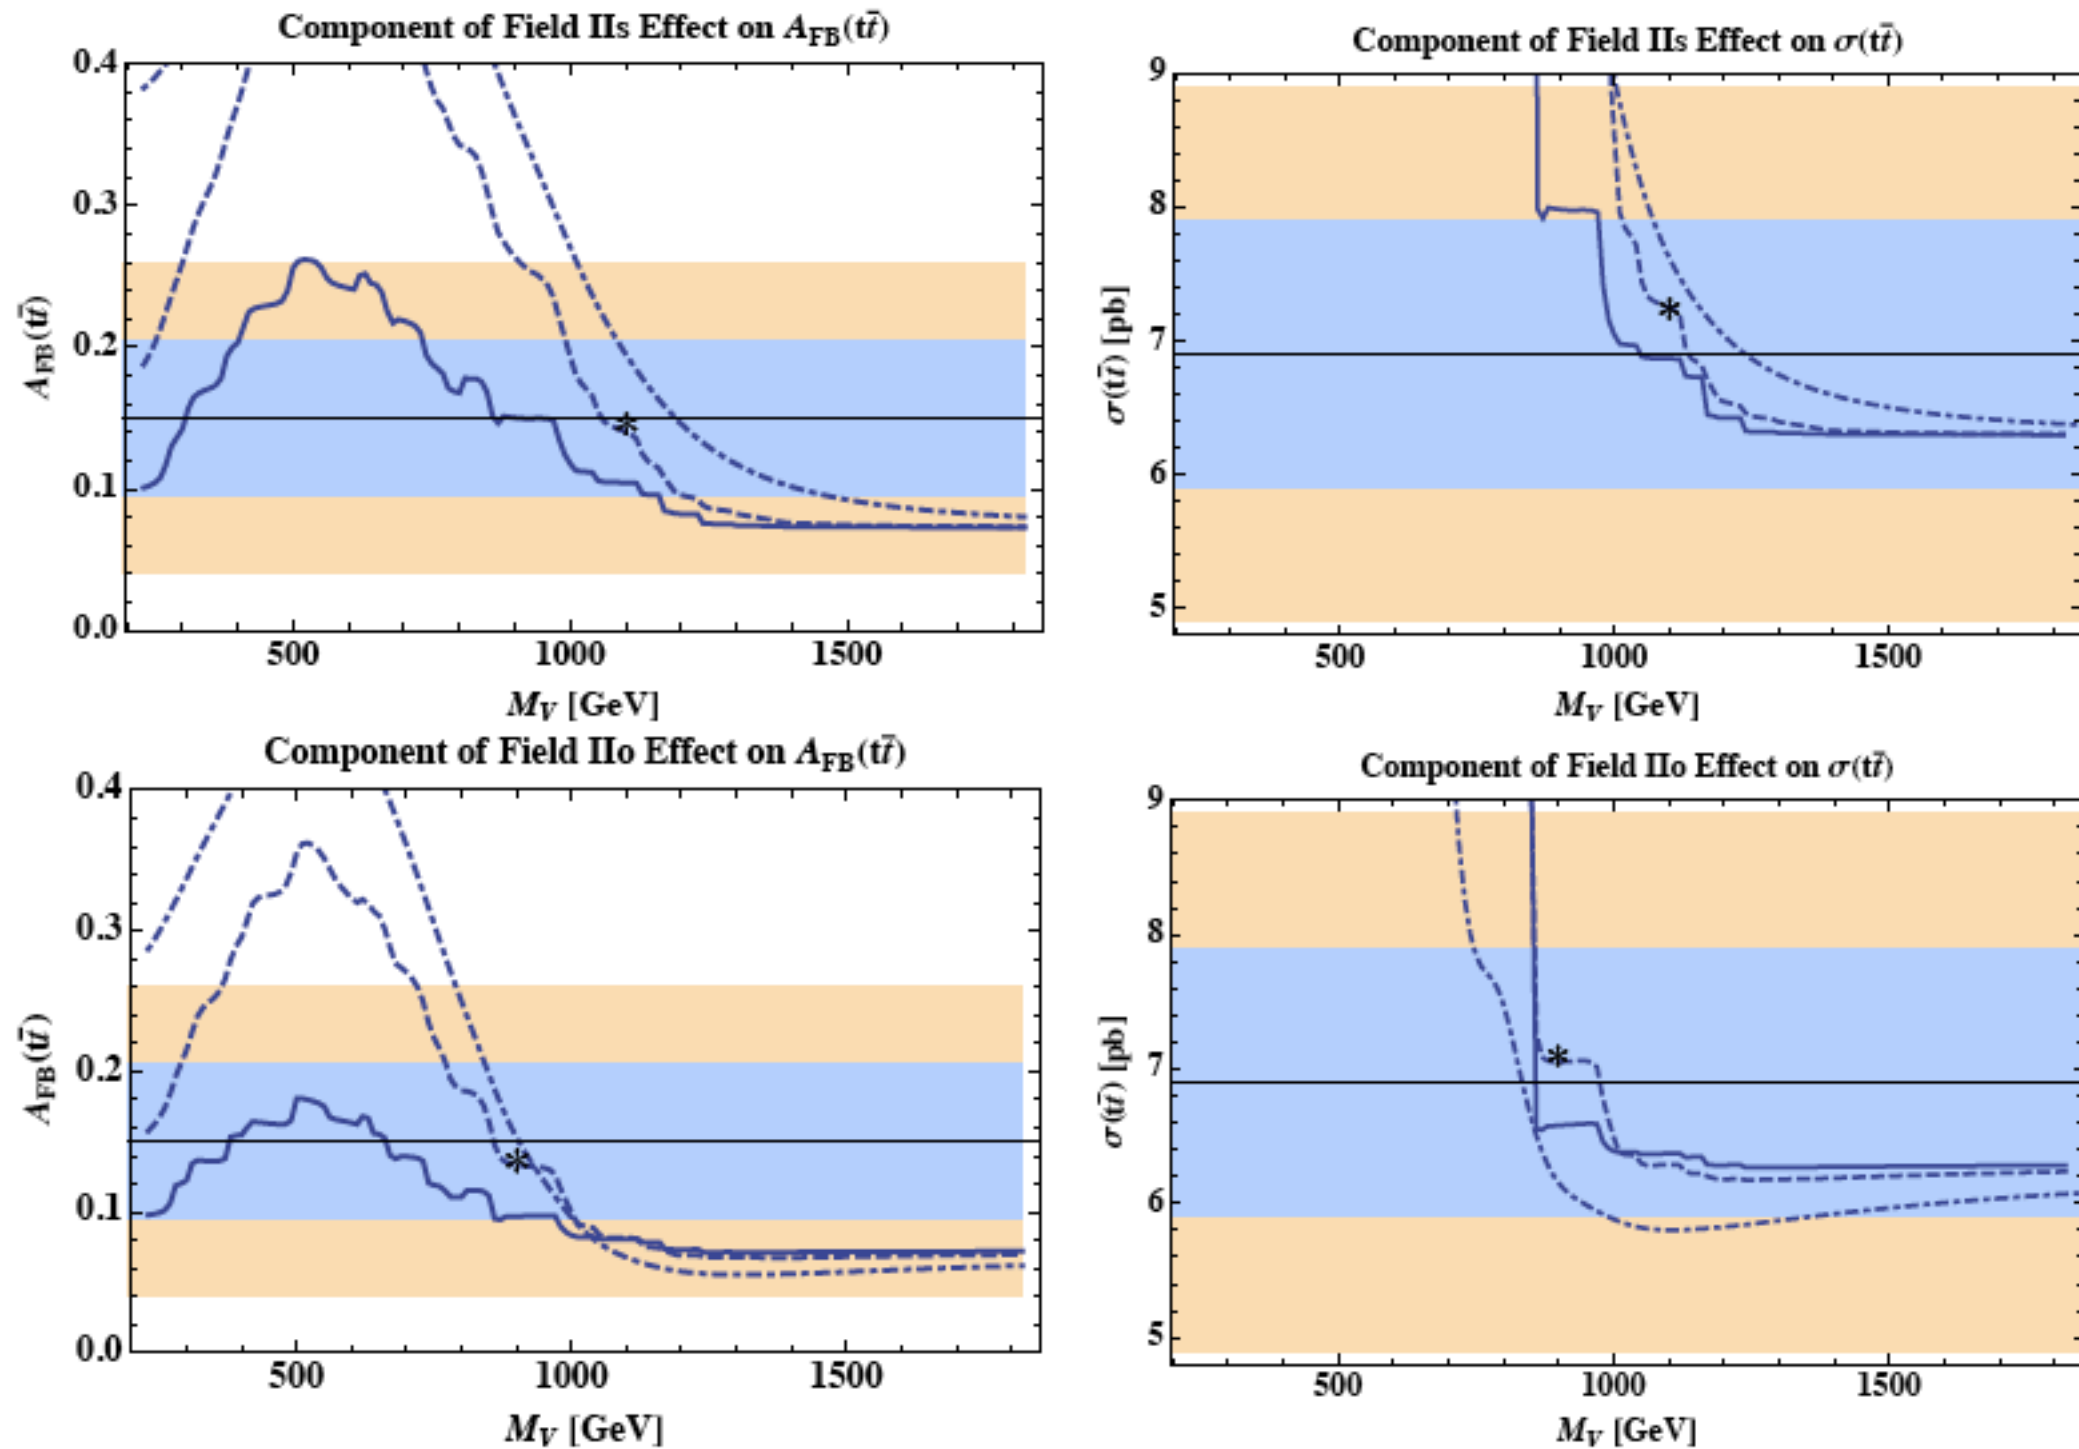 Component of Field IIs Effect on A_FB(tt̄)
0.4
0.3
0.2
0.1
0.0
A_FB(tt̄)
500 1000 1500
M_V [GeV]
Component of Field IIs Effect on σ(tt̄)
9
8
7
6
5
σ(tt̄) [pb]
500 1000 1500
M_V [GeV]
Component of Field IIo Effect on A_FB(tt̄)
0.4
0.3
0.2
0.1
0.0
A_FB(tt̄)
500 1000 1500
M_V [GeV]
Component of Field IIo Effect on σ(tt̄)
9
8
7
6
5
σ(tt̄) [pb]
500 1000 1500
M_V [GeV]